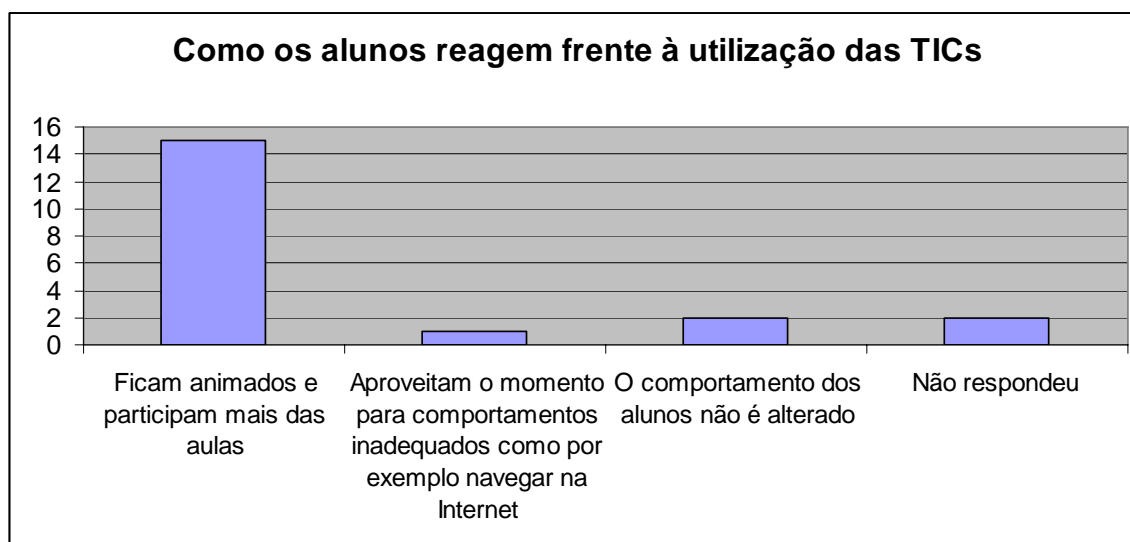 Como os alunos reagem frente à utilização das TICs
16
14
12
10
8
6
4
2
0
Ficam animados e
participam mais das
aulas
Aproveitam o momento
para comportamentos
inadequados como por
exemplo navegar na
Internet
O comportamento dos
alunos não é alterado
Não respondeu